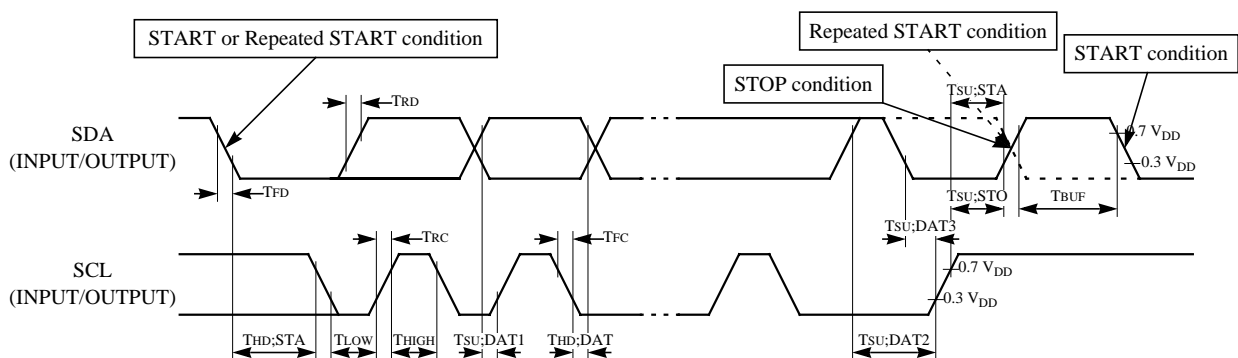 START or Repeated START condition
Repeated START condition
START condition
STOP condition
TSU;STA
TRD
SDA
(INPUT/OUTPUT)
0.7 VDD
0.3 VDD
TFD
TSU;STO
TBUF
TSU;DAT3
TRC
TFC
SCL
(INPUT/OUTPUT)
0.7 VDD
0.3 VDD
THD;STA
TLOW
THIGH
TSU;DAT1
THD;DAT
TSU;DAT2